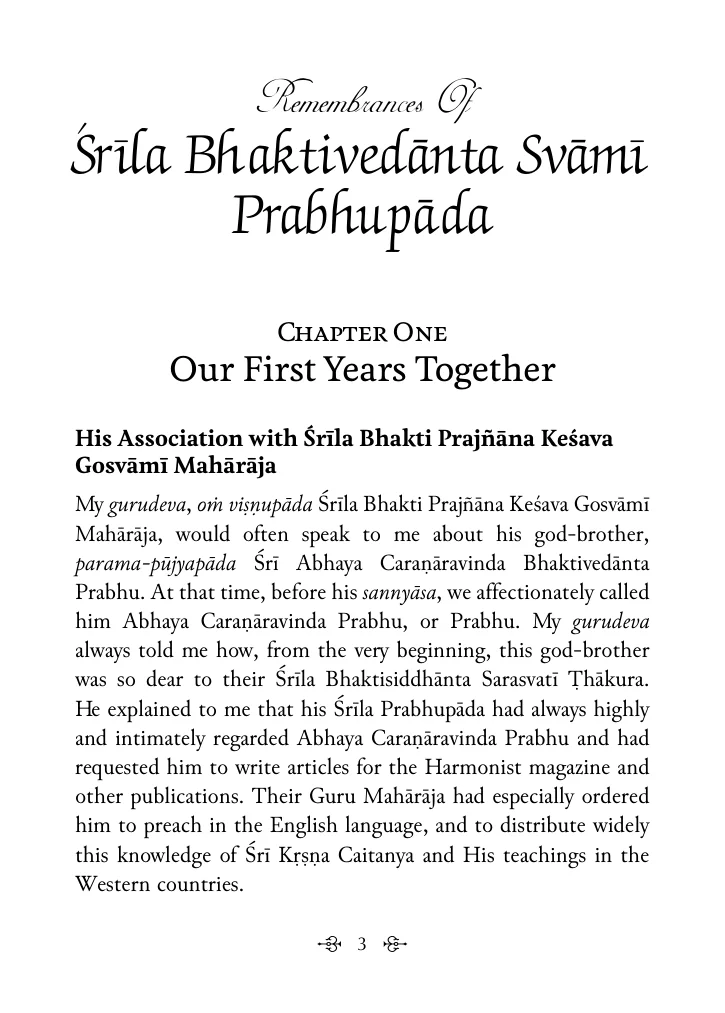 Remembrances Of
Śrīla Bhaktivedānta Svāmī
Prabhupāda
Chapter One
Our First Years Together
His Association with Śrīla Bhakti Prajñāna Keśava
Gosvāmī Mahārāja
My gurudeva, oṁ viṣṇupāda Śrīla Bhakti Prajñāna Keśava Gosvāmī
Mahārāja, would often speak to me about his god-brother,
parama-pūjyapāda Śrī Abhaya Caraṇāravinda Bhaktivedānta
Prabhu. At that time, before his sannyāsa, we affectionately called
him Abhaya Caraṇāravinda Prabhu, or Prabhu. My gurudeva
always told me how, from the very beginning, this god-brother
was so dear to their Śrīla Bhaktisiddhānta Sarasvatī Ṭhākura.
He explained to me that his Śrīla Prabhupāda had always highly
and intimately regarded Abhaya Caraṇāravinda Prabhu and had
requested him to write articles for the Harmonist magazine and
other publications. Their Guru Mahārāja had especially ordered
him to preach in the English language, and to distribute widely
this knowledge of Śrī Kṛṣṇa Caitanya and His teachings in the
Western countries.
3